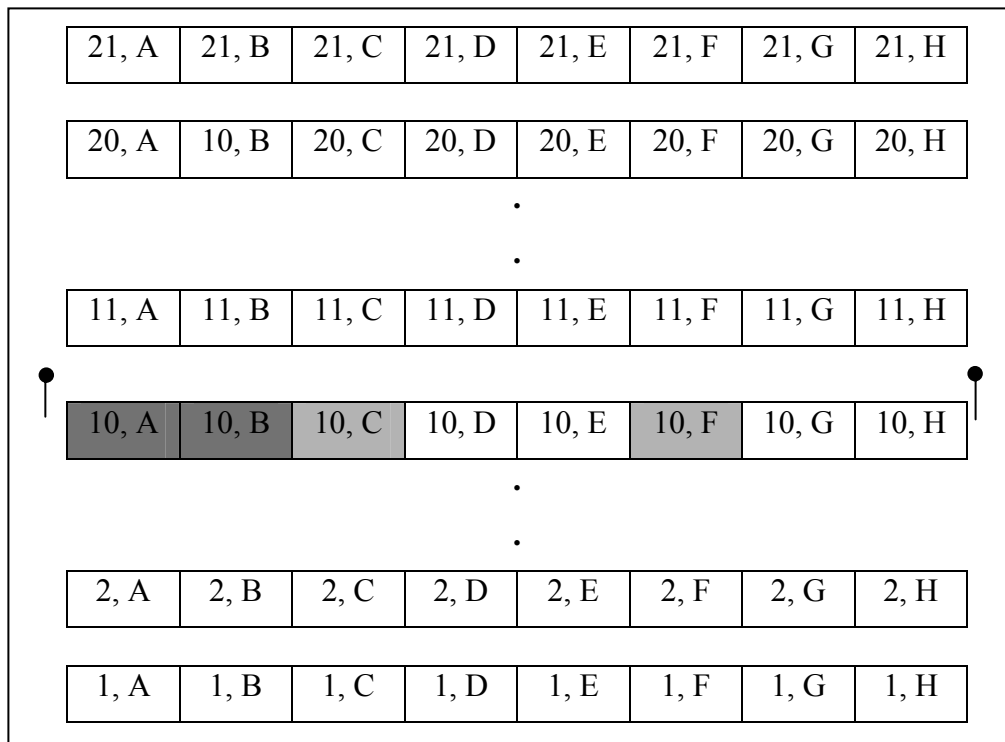 21, A 21, B 21, C 21, D 21, E 21, F 21, G 21, H
20, A 10, B 20, C 20, D 20, E 20, F 20, G 20, H
.
.
11, A 11, B 11, C 11, D 11, E 11, F 11, G 11, H
10, A 10, B 10, C 10, D 10, E 10, F 10, G 10, H
.
.
2, A 2, B 2, C 2, D 2, E 2, F 2, G 2, H
1, A 1, B 1, C 1, D 1, E 1, F 1, G 1, H